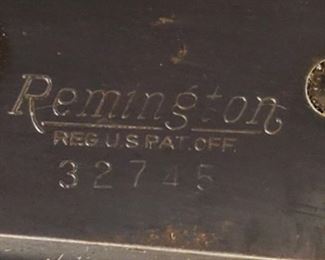 Remington
REG. U.S. PAT. OFF.
32745